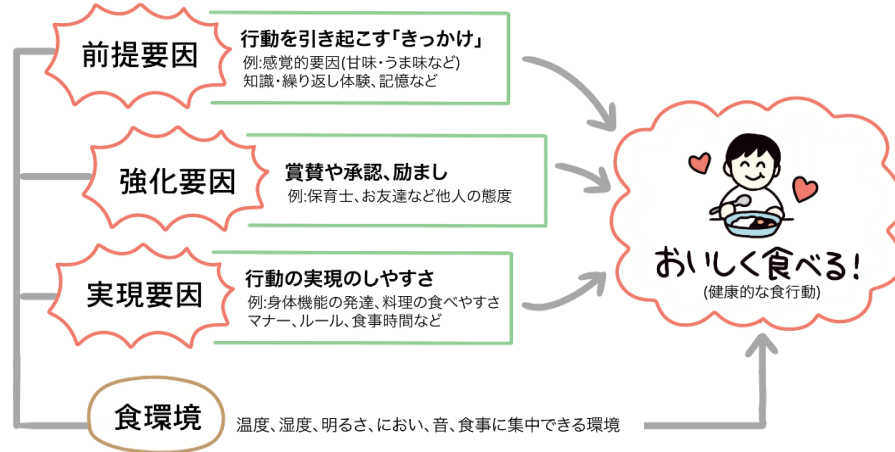 前提要因
行動を引き起こす「きっかけ」
例:感覚的要因(甘味・うま味など)
知識・繰り返し体験、記憶など
強化要因
賞賛や承認、励まし
例:保育士、お友達など他人の態度
実現要因
行動の実現のしやすさ
例:身体機能の発達、料理の食べやすさ
マナー、ルール、食事時間など
食環境
温度、湿度、明るさ、におい、音、食事に集中できる環境
おいしく食べる!
(健康的な食行動)